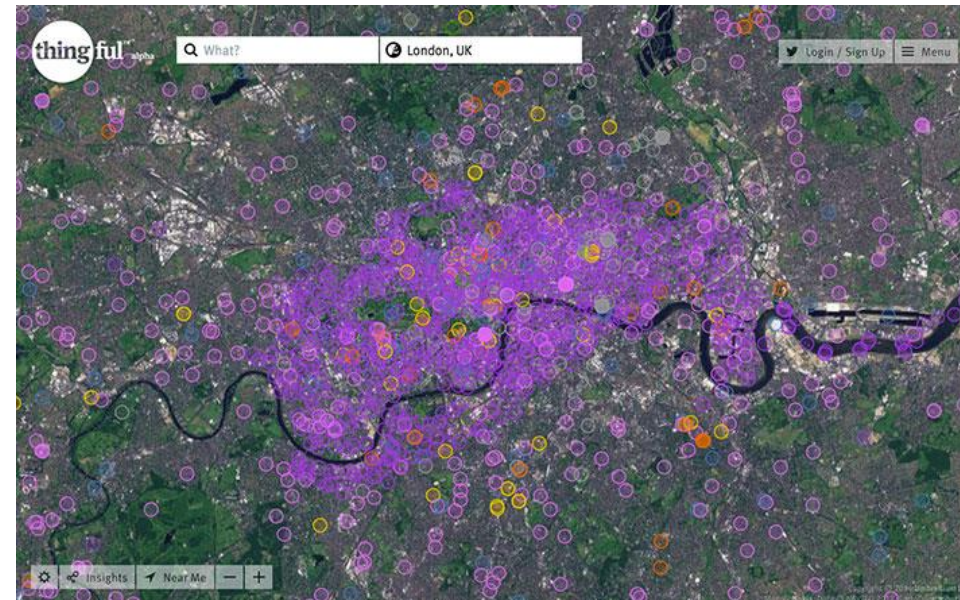 thingful alpha
What?
London, UK
Login / Sign Up
Menu
Insights
Near Me